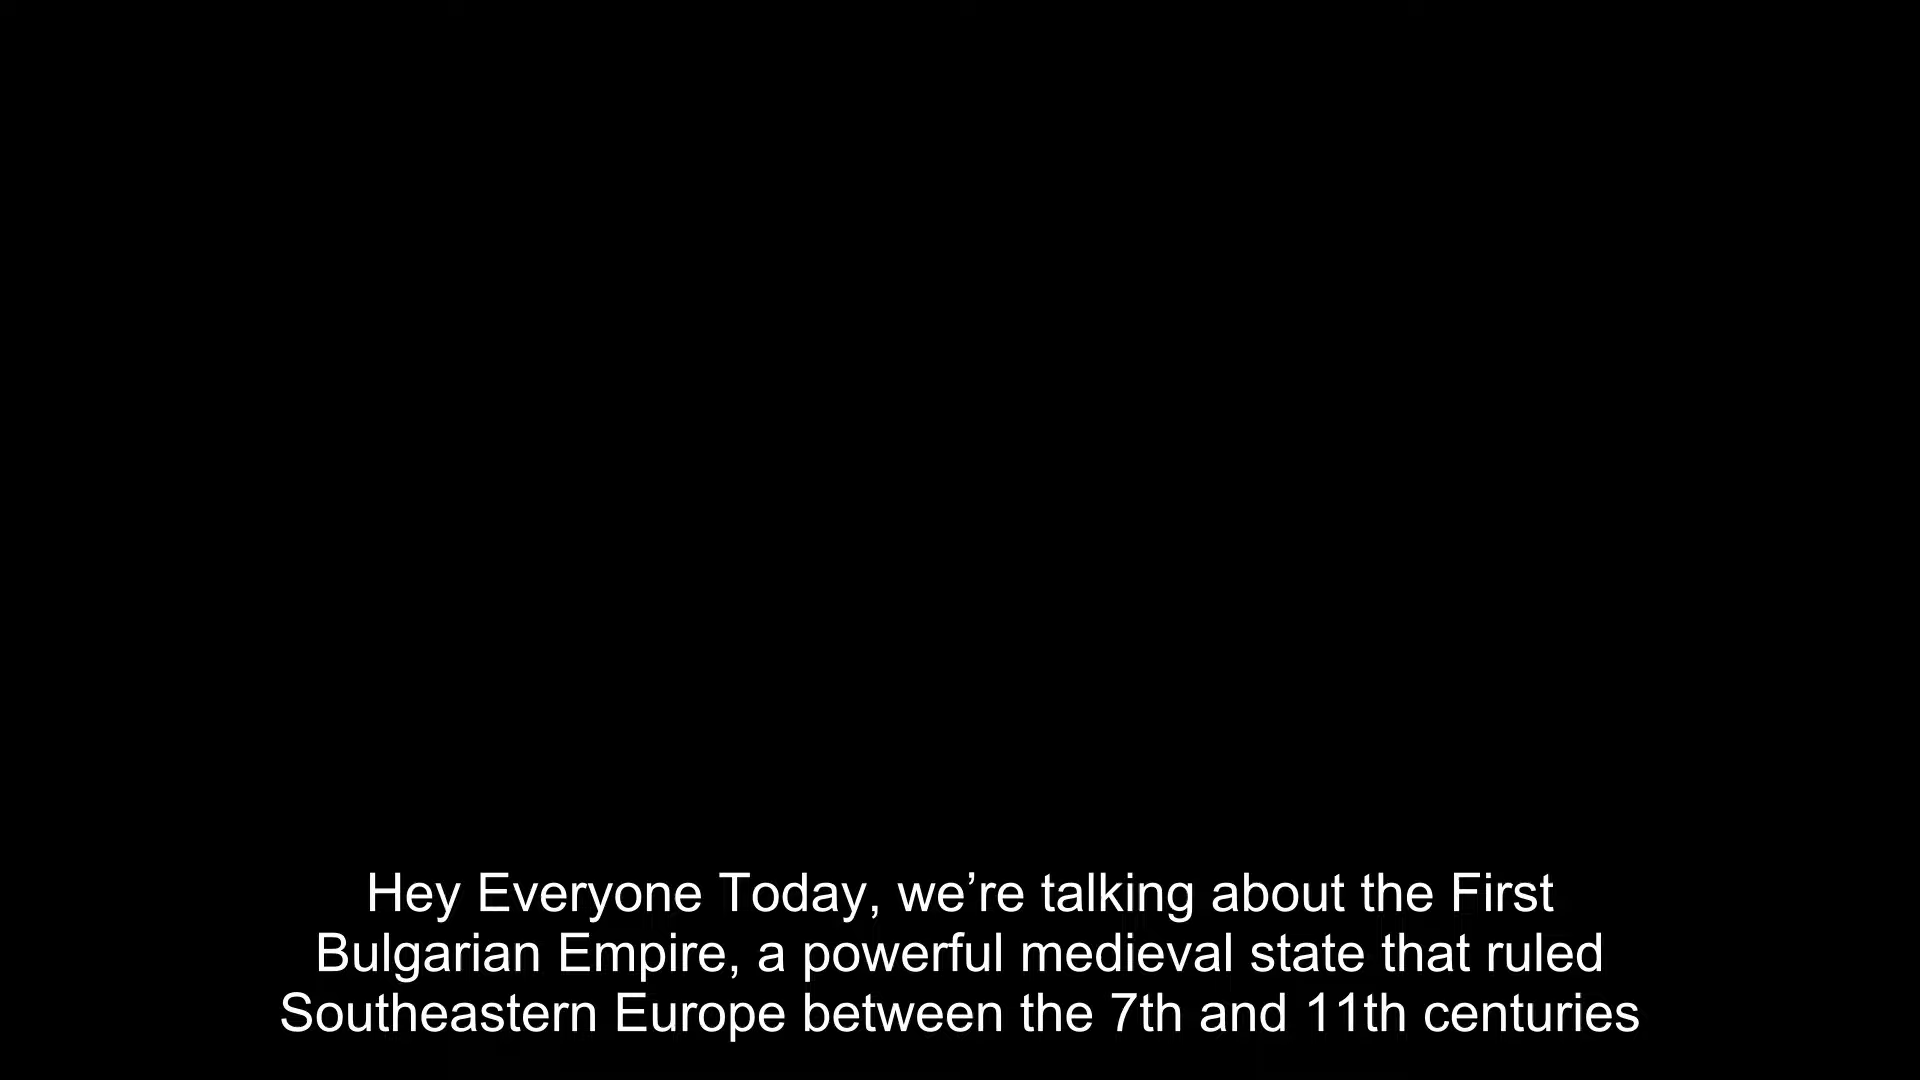 Hey Everyone Today, we’re talking about the First
Bulgarian Empire, a powerful medieval state that ruled
Southeastern Europe between the 7th and 11th centuries